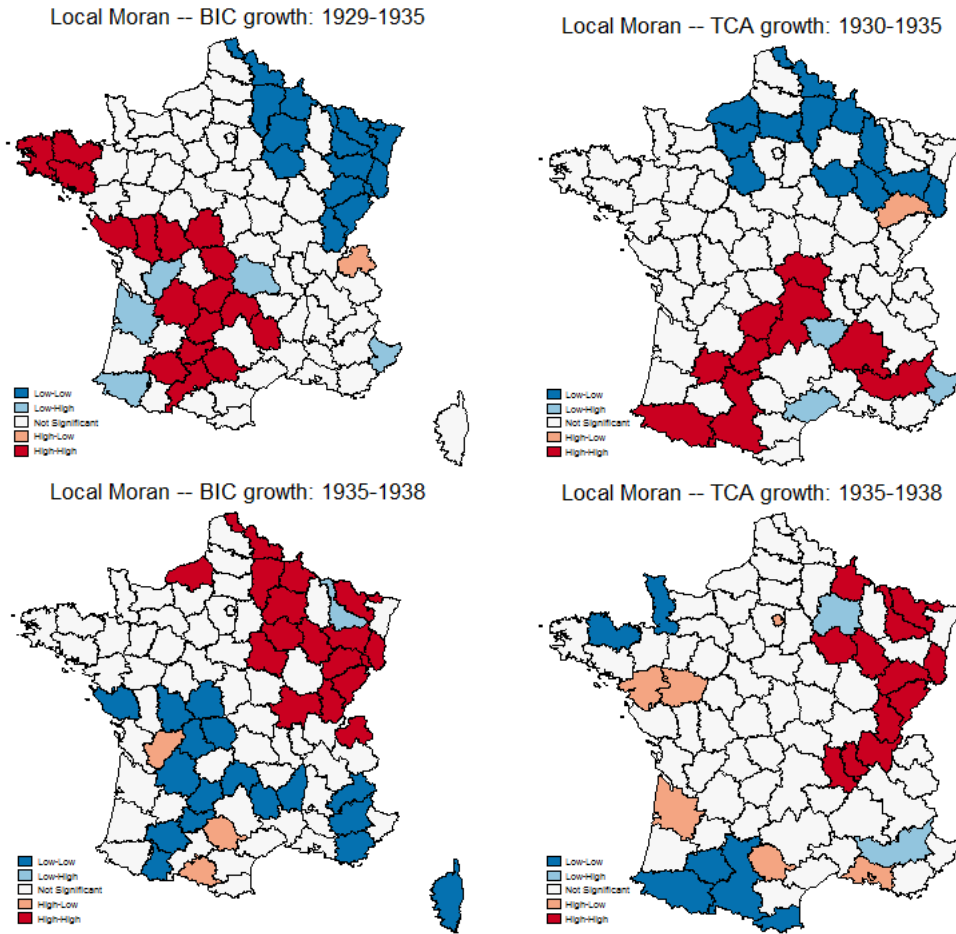 Local Moran -- BIC growth: 1929-1935
Low-Low
Low-High
Not Significant
High-Low
High-High
Local Moran -- TCA growth: 1930-1935
Low-Low
Low-High
Not Significant
High-Low
High-High
Local Moran -- BIC growth: 1935-1938
Low-Low
Low-High
Not Significant
High-Low
High-High
Local Moran -- TCA growth: 1935-1938
Low-Low
Low-High
Not Significant
High-Low
High-High